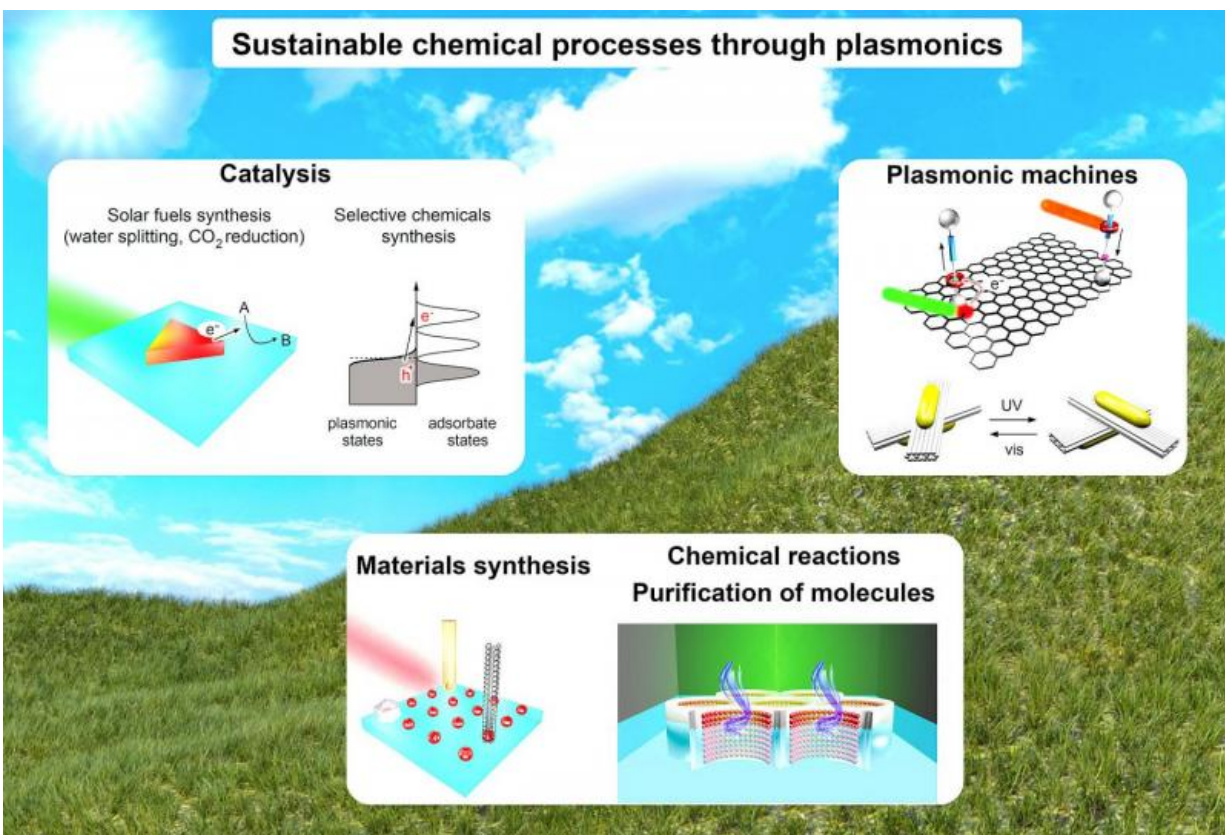 Sustainable chemical processes through plasmonics
Catalysis
Solar fuels synthesis
(water splitting, CO₂ reduction)
e⁻
A
B
Selective chemicals
synthesis
e⁻
h⁺
plasmonic
states
adsorbate
states
Plasmonic machines
e⁻
UV
vis
Materials synthesis
Chemical reactions
Purification of molecules